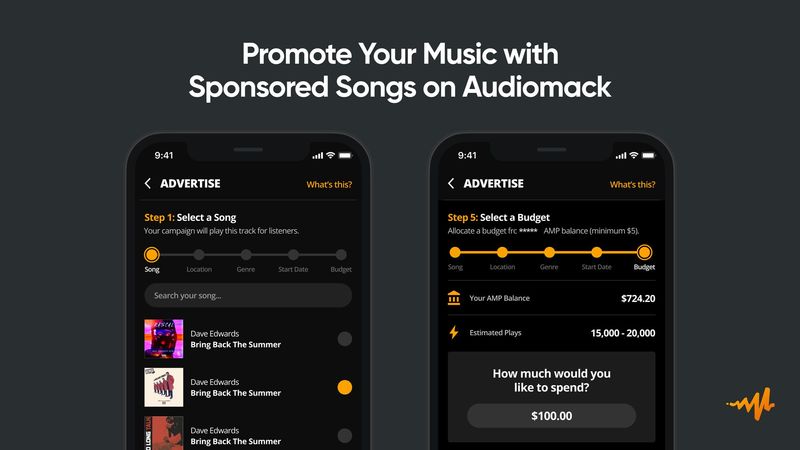 Promote Your Music with
Sponsored Songs on Audiomack
9:41
ADVERTISE
What's this?
Step 1: Select a Song
Your campaign will play this track for listeners.
Song
Location
Genre
Start Date
Budget
Search your song...
Dave Edwards
Bring Back The Summer
Dave Edwards
Bring Back The Summer
Dave Edwards
Bring Back The Summer
9:41
ADVERTISE
What's this?
Step 5: Select a Budget
Allocate a budget frc ***** AMP balance (minimum $5).
Song
Location
Genre
Start Date
Budget
Your AMP Balance
$724.20
Estimated Plays
15,000 - 20,000
How much would you
like to spend?
$100.00